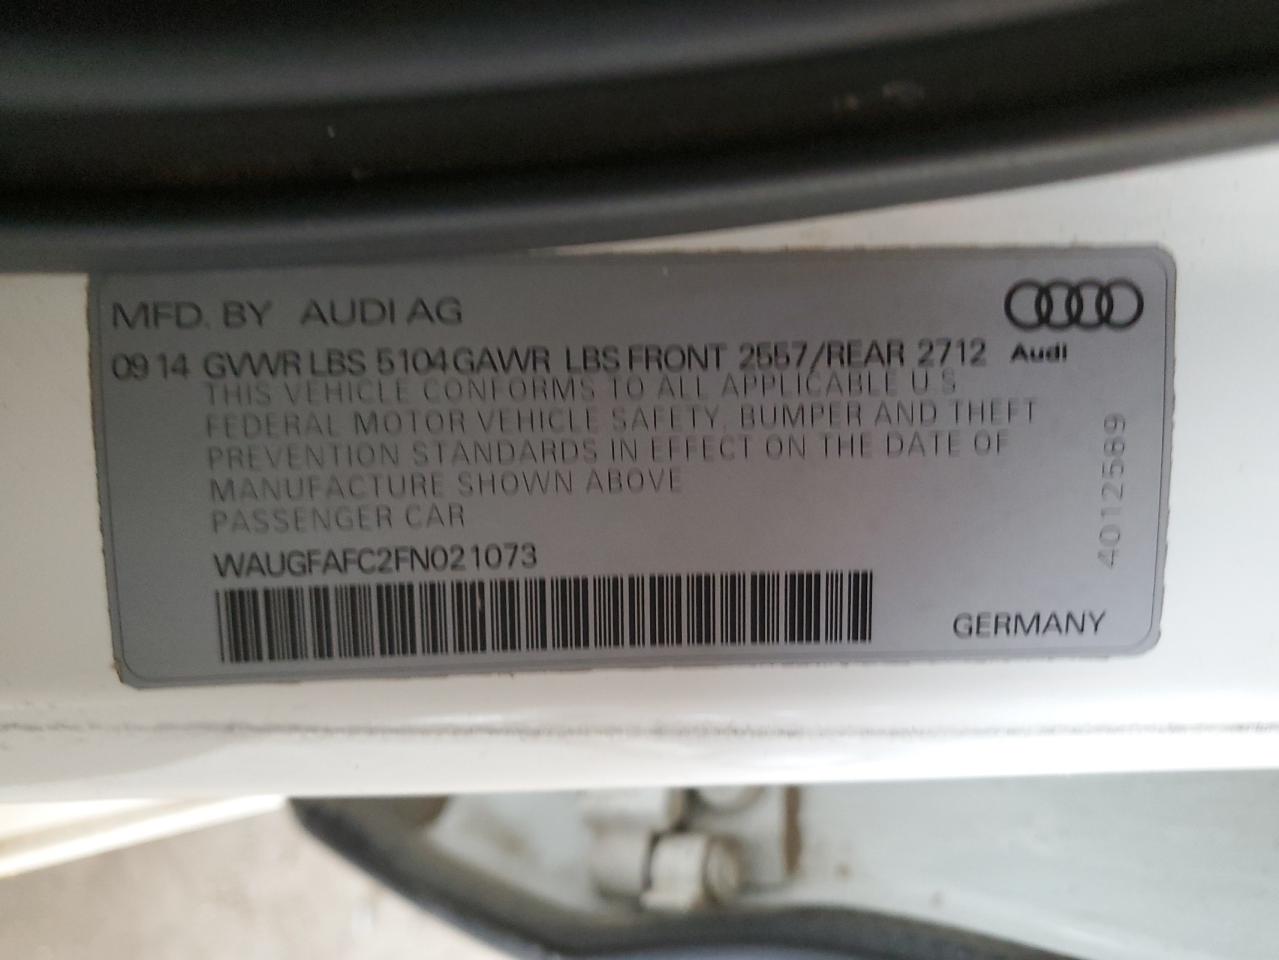 MFD. BY AUDI AG
09 14 GVWR LBS 5104 GAWR LBS FRONT 2557/REAR 2712
Audi
THIS VEHICLE CONFORMS TO ALL APPLICABLE U S
FEDERAL MOTOR VEHICLE SAFETY, BUMPER AND THEFT
PREVENTION STANDARDS IN EFFECT ON THE DATE OF
MANUFACTURE SHOWN ABOVE
PASSENGER CAR
WAUGFAFC2FN021073
GERMANY
4012569